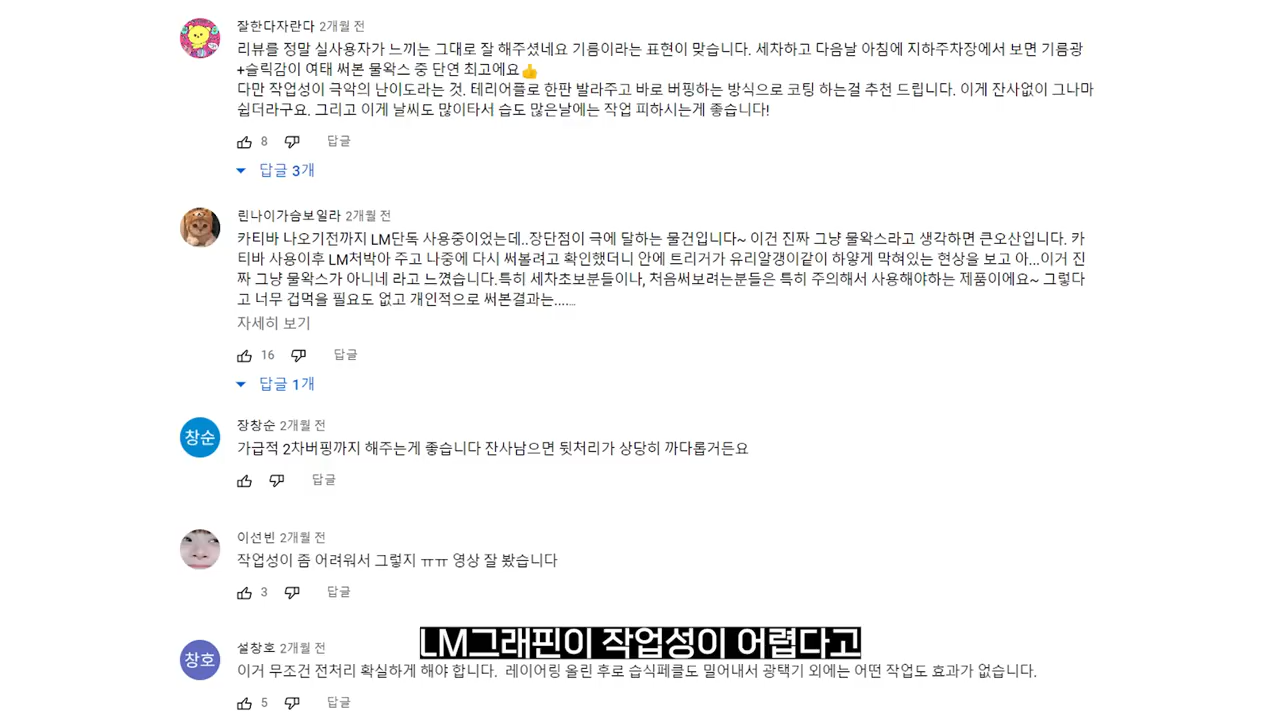 잘한다자란다 2개월 전
리뷰를 정말 실사용자가 느끼는 그대로 잘 해주셨네요 기름이라는 표현이 맞습니다. 세차하고 다음날 아침에 지하주차장에서 보면 기름광
+슬릭감이 여태 써본 물왁스 중 단연 최고에요👍
다만 작업성이 극악의 난이도라는 것. 테리어플로 한판 발라주고 바로 버핑하는 방식으로 코팅 하는걸 추천 드립니다. 이게 잔사없이 그나마
쉽더라구요. 그리고 이게 날씨도 많이타서 습도 많은날에는 작업 피하시는게 좋습니다!
8 답글
답글 3개
린나이가슴보일라 2개월 전
카티바 나오기전까지 LM단독 사용중이었는데..장단점이 극에 달하는 물건입니다~ 이건 진짜 그냥 물왁스라고 생각하면 큰오산입니다. 카
티바 사용이후 LM처박아 주고 나중에 다시 써볼려고 확인했더니 안에 트리거가 유리알갱이같이 하얗게 막혀있는 현상을 보고 아...이거 진
짜 그냥 물왁스가 아니네 라고 느꼈습니다.특히 세차초보분들이나, 처음써보려는분들은 특히 주의해서 사용해야하는 제품이에요~ 그렇다
고 너무 겁먹을 필요도 없고 개인적으로 써본결과는.......
자세히 보기
16 답글
답글 1개
창순
장창순 2개월 전
가급적 2차버핑까지 해주는게 좋습니다 잔사남으면 뒷처리가 상당히 까다롭거든요
답글
이선빈 2개월 전
작업성이 좀 어려워서 그렇지 ㅠㅠ 영상 잘 봤습니다
3 답글
LM그래핀이 작업성이 어렵다고
창호
설창호 2개월 전
이거 무조건 전처리 확실하게 해야 합니다. 레이어링 올린 후로 습식페클도 밀어내서 광택기 외에는 어떤 작업도 효과가 없습니다.
5 답글